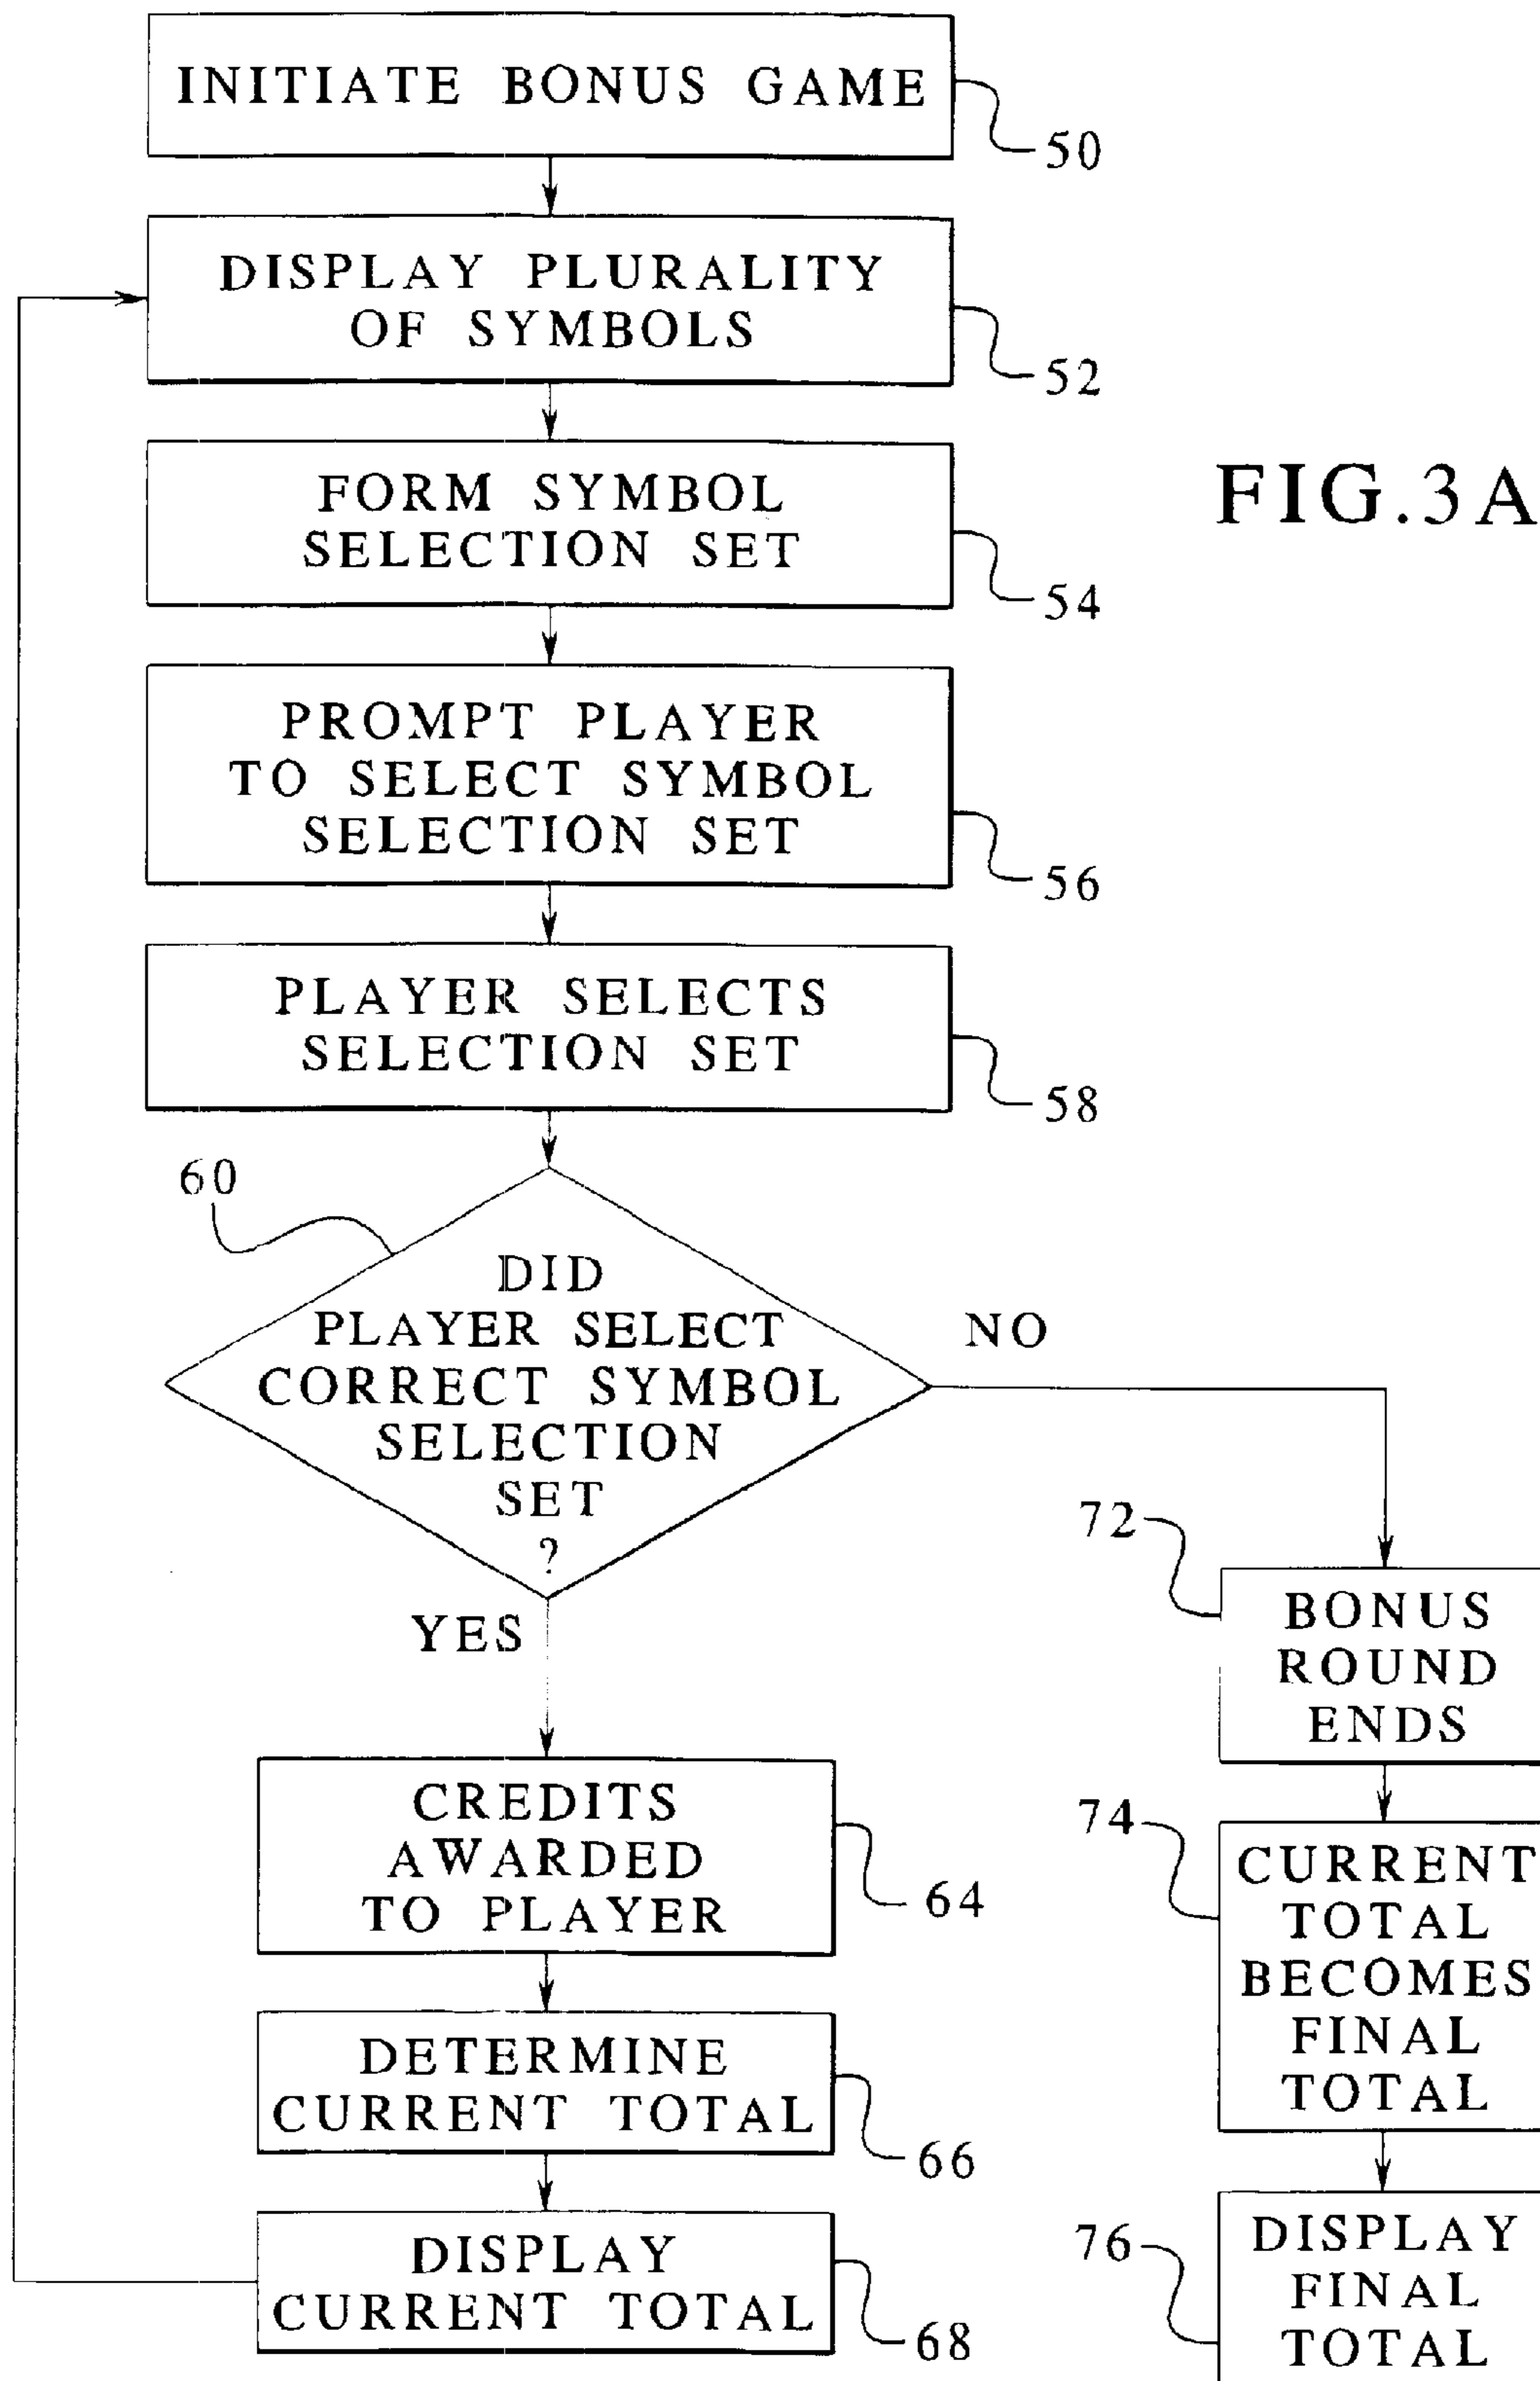 INITIATE BONUS GAME
50
DISPLAY PLURALITY
OF SYMBOLS
52
FORM SYMBOL
SELECTION SET
54
FIG.3A
PROMPT PLAYER
TO SELECT SYMBOL
SELECTION SET
56
PLAYER SELECTS
SELECTION SET
58
60
DID
PLAYER SELECT
CORRECT SYMBOL
SELECTION
SET
?
NO
YES
CREDITS
AWARDED
TO PLAYER
64
DETERMINE
CURRENT TOTAL
66
DISPLAY
CURRENT TOTAL
68
72
BONUS
ROUND
ENDS
74
CURRENT
TOTAL
BECOMES
FINAL
TOTAL
76
DISPLAY
FINAL
TOTAL